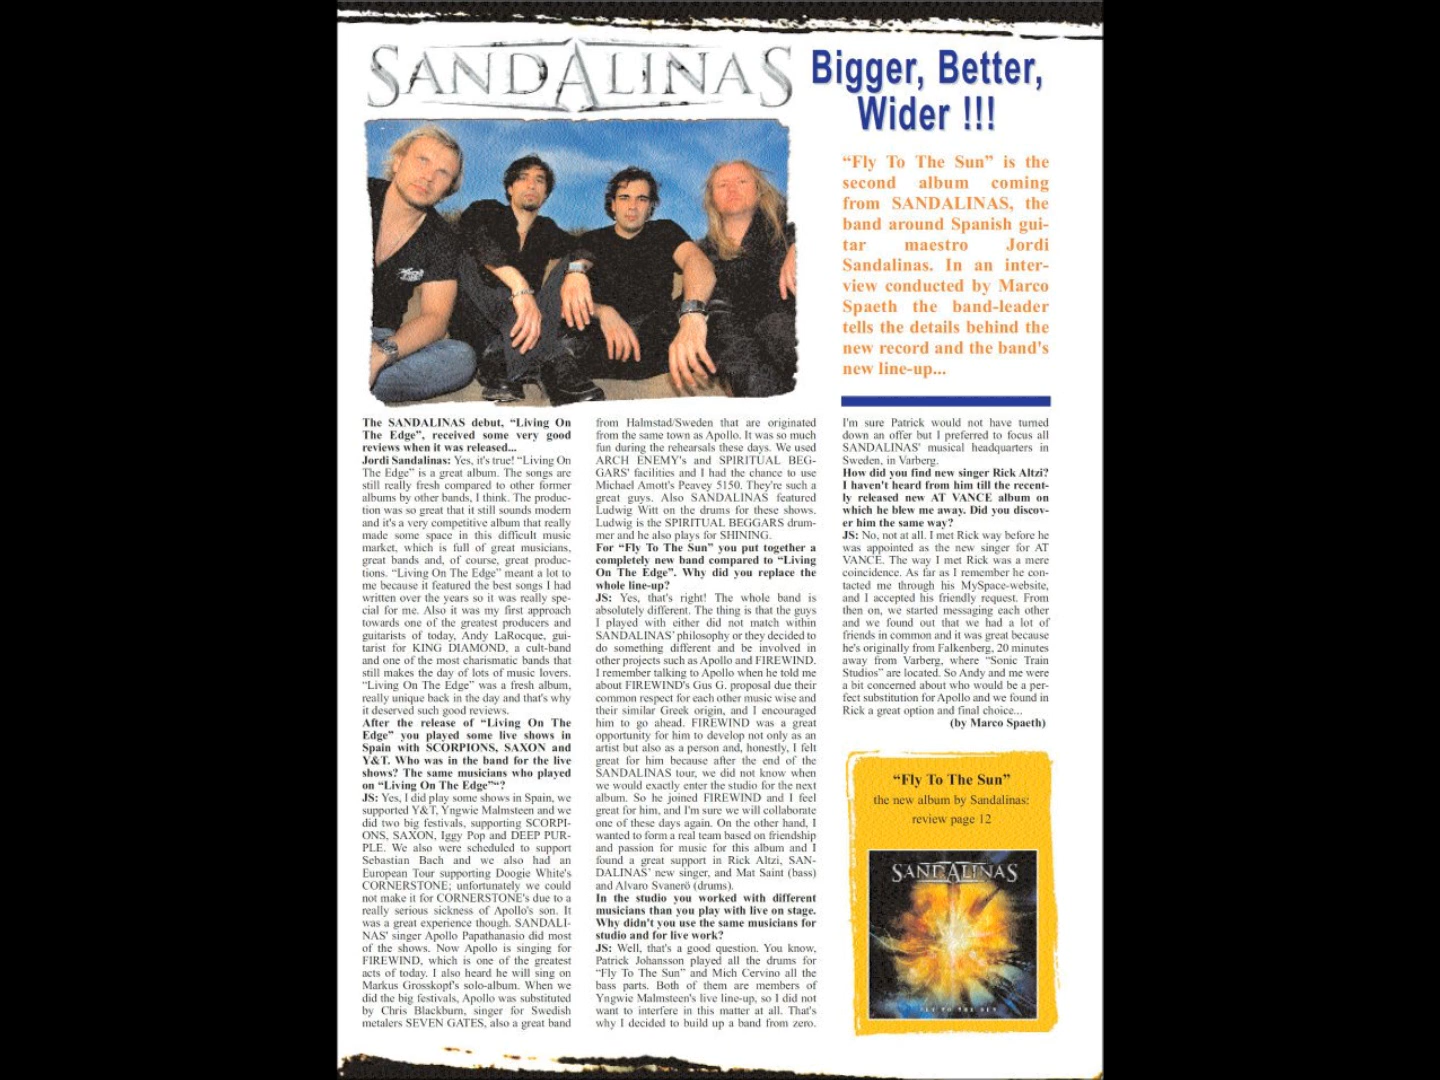 SANDALINAS
Bigger, Better,
Wider !!!
“Fly To The Sun” is the
second album coming
from SANDALINAS, the
band around Spanish gui-
tar maestro Jordi
Sandalinas. In an inter-
view conducted by Marco
Spaeth the band-leader
tells the details behind the
new record and the band's
new line-up...
The SANDALINAS debut, “Living On
The Edge”, received some very good
reviews when it was released...
Jordi Sandalinas: Yes, it's true! “Living On
The Edge” is a great album. The songs are
still really fresh compared to other former
albums by other bands, I think. The produc-
tion was so great that it still sounds modern
and it's a very competitive album that really
made some space in this difficult music
market, which is full of great musicians,
great bands and, of course, great produc-
tions. “Living On The Edge” meant a lot to
me because it featured the best songs I had
written over the years so it was really spe-
cial for me. Also it was my first approach
towards one of the greatest producers and
guitarists of today, Andy LaRocque, gui-
tarist for KING DIAMOND, a cult-band
and one of the most charismatic bands that
still makes the day of lots of music lovers.
“Living On The Edge” was a fresh album,
really unique back in the day and that's why
it deserved such good reviews.
After the release of “Living On The
Edge” you played some live shows in
Spain with SCORPIONS, SAXON and
Y&T. Who was in the band for the live
shows? The same musicians who played
on “Living On The Edge”“?
JS: Yes, I did play some shows in Spain, we
supported Y&T, Yngwie Malmsteen and we
did two big festivals, supporting SCORPI-
ONS, SAXON, Iggy Pop and DEEP PUR-
PLE. We also were scheduled to support
Sebastian Bach and we also had an
European Tour supporting Doogie White's
CORNERSTONE; unfortunately we could
not make it for CORNERSTONE's due to a
really serious sickness of Apollo's son. It
was a great experience though. SANDALI-
NAS' singer Apollo Papathanasio did most
of the shows. Now Apollo is singing for
FIREWIND, which is one of the greatest
acts of today. I also heard he will sing on
Markus Grosskopf's solo-album. When we
did the big festivals, Apollo was substituted
by Chris Blackburn, singer for Swedish
metalers SEVEN GATES, also a great band
from Halmstad/Sweden that are originated
from the same town as Apollo. It was so much
fun during the rehearsals these days. We used
ARCH ENEMY's and SPIRITUAL BEG-
GARS' facilities and I had the chance to use
Michael Amott's Peavey 5150. They're such a
great guys. Also SANDALINAS featured
Ludwig Witt on the drums for these shows.
Ludwig is the SPIRITUAL BEGGARS drum-
mer and he also plays for SHINING.
For “Fly To The Sun” you put together a
completely new band compared to “Living
On The Edge”. Why did you replace the
whole line-up?
JS: Yes, that's right! The whole band is
absolutely different. The thing is that the guys
I played with either did not match within
SANDALINAS' philosophy or they decided to
do something different and be involved in
other projects such as Apollo and FIREWIND.
I remember talking to Apollo when he told me
about FIREWIND's Gus G. proposal due their
common respect for each other music wise and
their similar Greek origin, and I encouraged
him to go ahead. FIREWIND was a great
opportunity for him to develop not only as an
artist but also as a person and, honestly, I felt
great for him because after the end of the
SANDALINAS tour, we did not know when
we would exactly enter the studio for the next
album. So he joined FIREWIND and I feel
great for him, and I'm sure we will collaborate
one of these days again. On the other hand, I
wanted to form a real team based on friendship
and passion for music for this album and I
found a great support in Rick Altzi, SAN-
DALINAS' new singer, and Mat Saint (bass)
and Alvaro Svanerö (drums).
In the studio you worked with different
musicians than you play with live on stage.
Why didn't you use the same musicians for
studio and for live work?
JS: Well, that's a good question. You know,
Patrick Johansson played all the drums for
“Fly To The Sun” and Mich Cervino all the
bass parts. Both of them are members of
Yngwie Malmsteen's live line-up, so I did not
want to interfere in this matter at all. That's
why I decided to build up a band from zero.
I'm sure Patrick would not have turned
down an offer but I preferred to focus all
SANDALINAS' musical headquarters in
Sweden, in Varberg.
How did you find new singer Rick Altzi?
I haven't heard from him till the recent-
ly released new AT VANCE album on
which he blew me away. Did you discov-
er him the same way?
JS: No, not at all. I met Rick way before he
was appointed as the new singer for AT
VANCE. The way I met Rick was a mere
coincidence. As far as I remember he con-
tacted me through his MySpace-website,
and I accepted his friendly request. From
then on, we started messaging each other
and we found out that we had a lot of
friends in common and it was great because
he's originally from Falkenberg, 20 minutes
away from Varberg, where “Sonic Train
Studios” are located. So Andy and me were
a bit concerned about who would be a per-
fect substitution for Apollo and we found in
Rick a great option and final choice...
(by Marco Spaeth)
“Fly To The Sun”
the new album by Sandalinas:
review page 12
SANDALINAS
FLY TO THE SUN